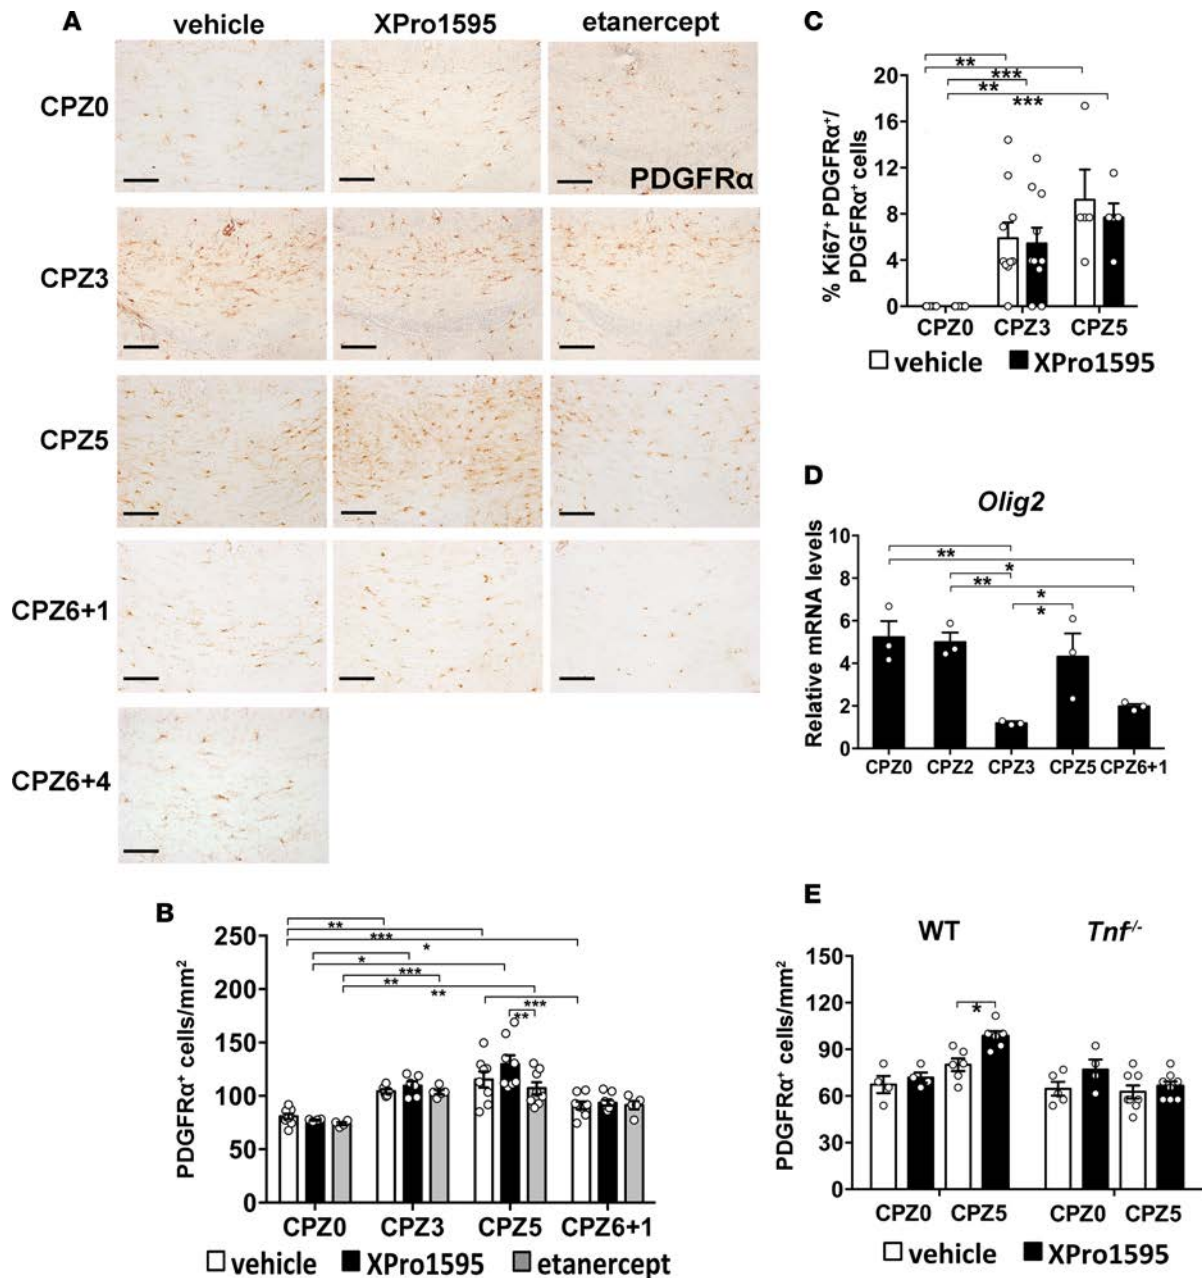 A
vehicle
XPro1595
etanercept
CPZ0
PDGFRα
CPZ3
CPZ5
CPZ6+1
CPZ6+4
B
PDGFRα⁺ cells/mm²
250
200
150
100
50
0
**
***
*
*
***
**
**
***
**
CPZ0 CPZ3 CPZ5 CPZ6+1
vehicle XPro1595 etanercept
C
% Ki67⁺ PDGFRα⁺/
PDGFRα⁺ cells
20
16
12
8
4
0
**
***
**
***
CPZ0 CPZ3 CPZ5
vehicle XPro1595
D
Olig2
Relative mRNA levels
10
8
6
4
2
0
**
*
**
*
*
CPZ0 CPZ2 CPZ3 CPZ5 CPZ6+1
E
WT Tnf⁻/⁻
PDGFRα⁺ cells/mm²
150
120
90
60
30
0
*
CPZ0 CPZ5 CPZ0 CPZ5
vehicle XPro1595